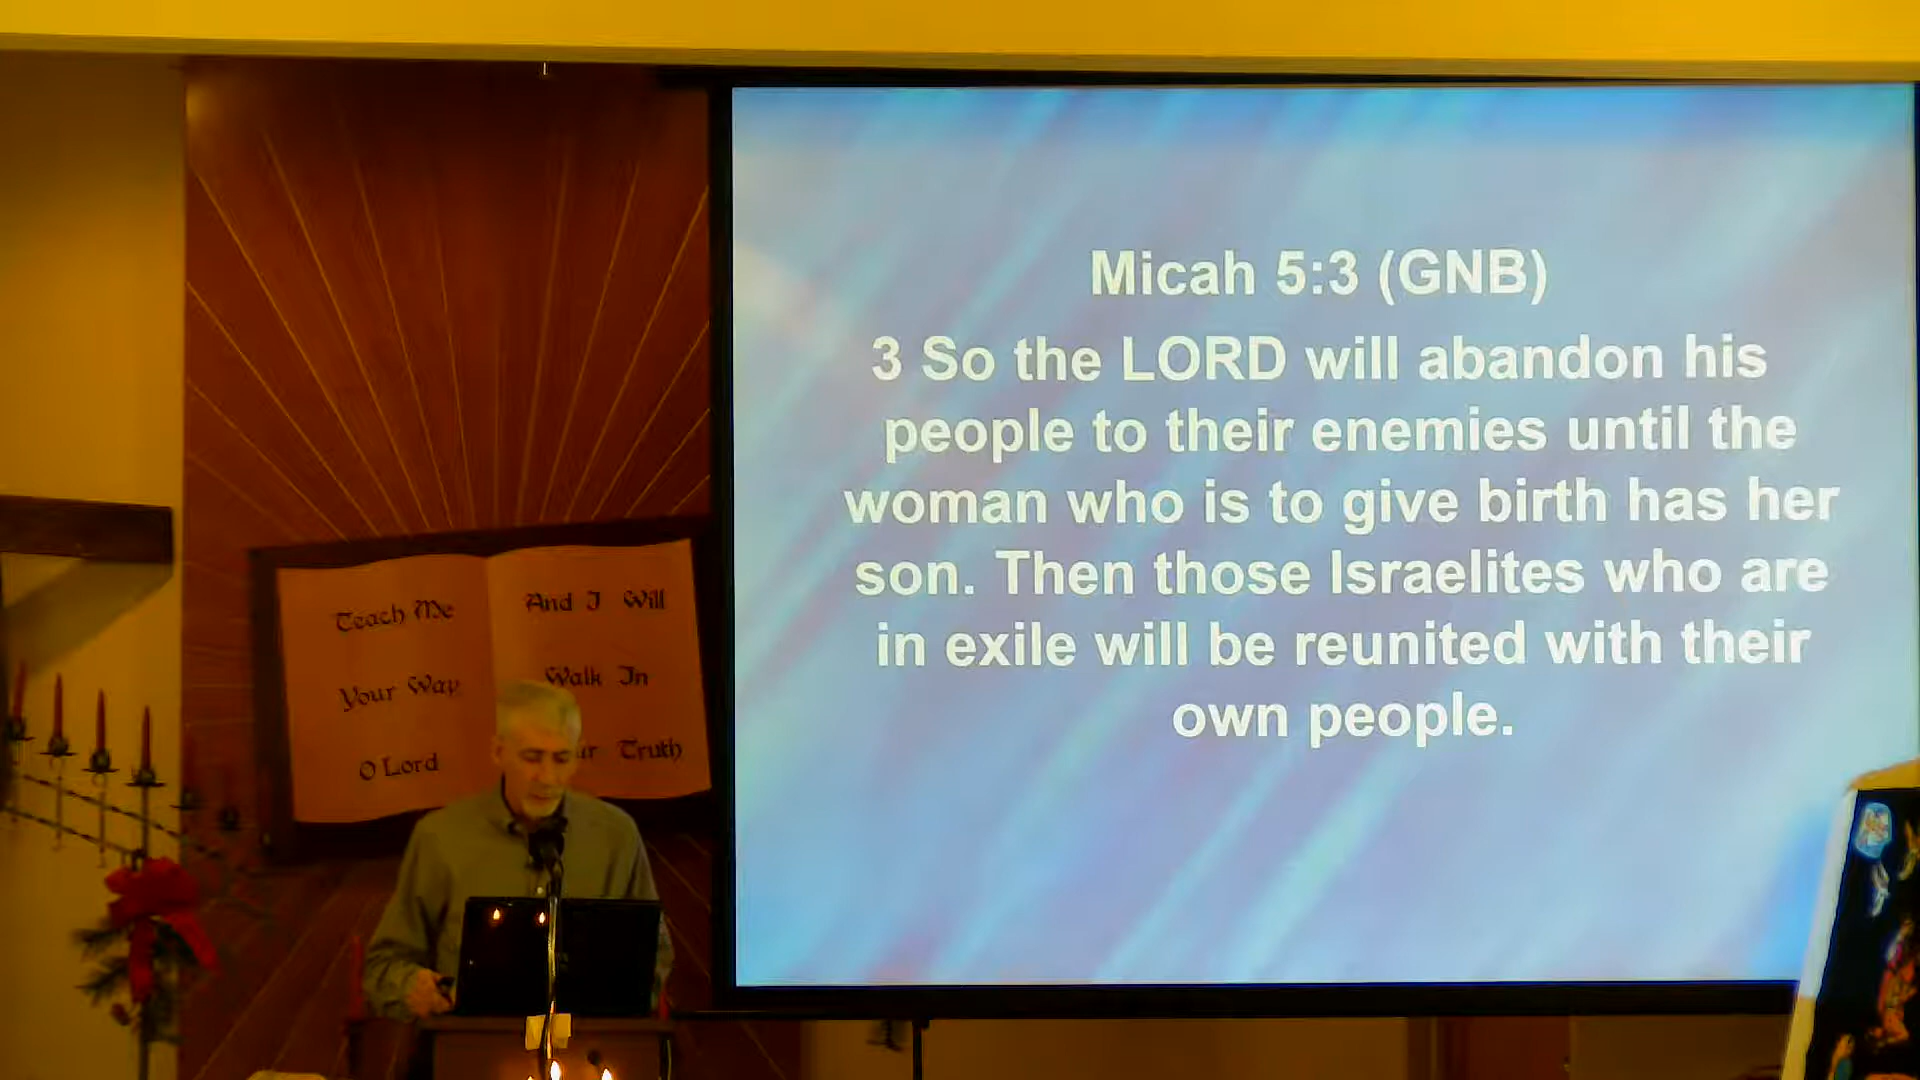 Micah 5:3 (GNB)
3 So the LORD will abandon his
people to their enemies until the
woman who is to give birth has her
son. Then those Israelites who are
in exile will be reunited with their
own people.
Teach Me
Your Way
O Lord
And I Will
Walk In
Truth